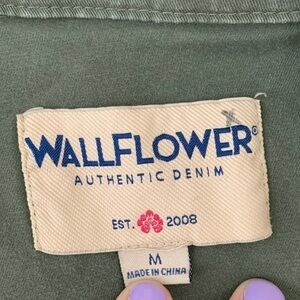 WALLFLOWER®
AUTHENTIC DENIM
EST. 2008
M
MADE IN CHINA